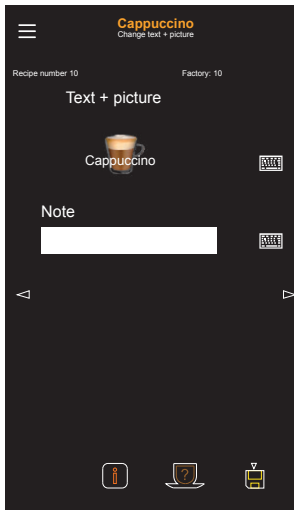 Cappuccino
Change text + picture
Recipe number 10 Factory: 10
Text + picture
Cappuccino
Note
i
?